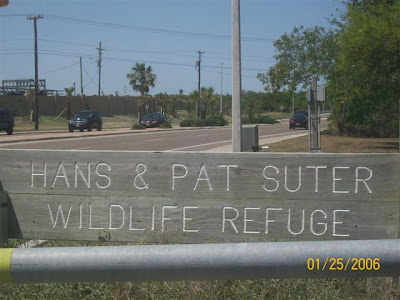 HANS & PAT SUTER
WILDLIFE REFUGE
01/25/2006